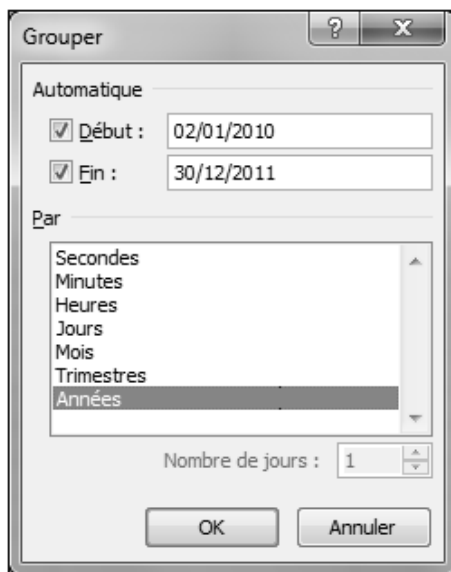 Grouper
Automatique
Début : 02/01/2010
Fin : 30/12/2011
Par
Secondes
Minutes
Heures
Jours
Mois
Trimestres
Années
Nombre de jours : 1
OK Annuler